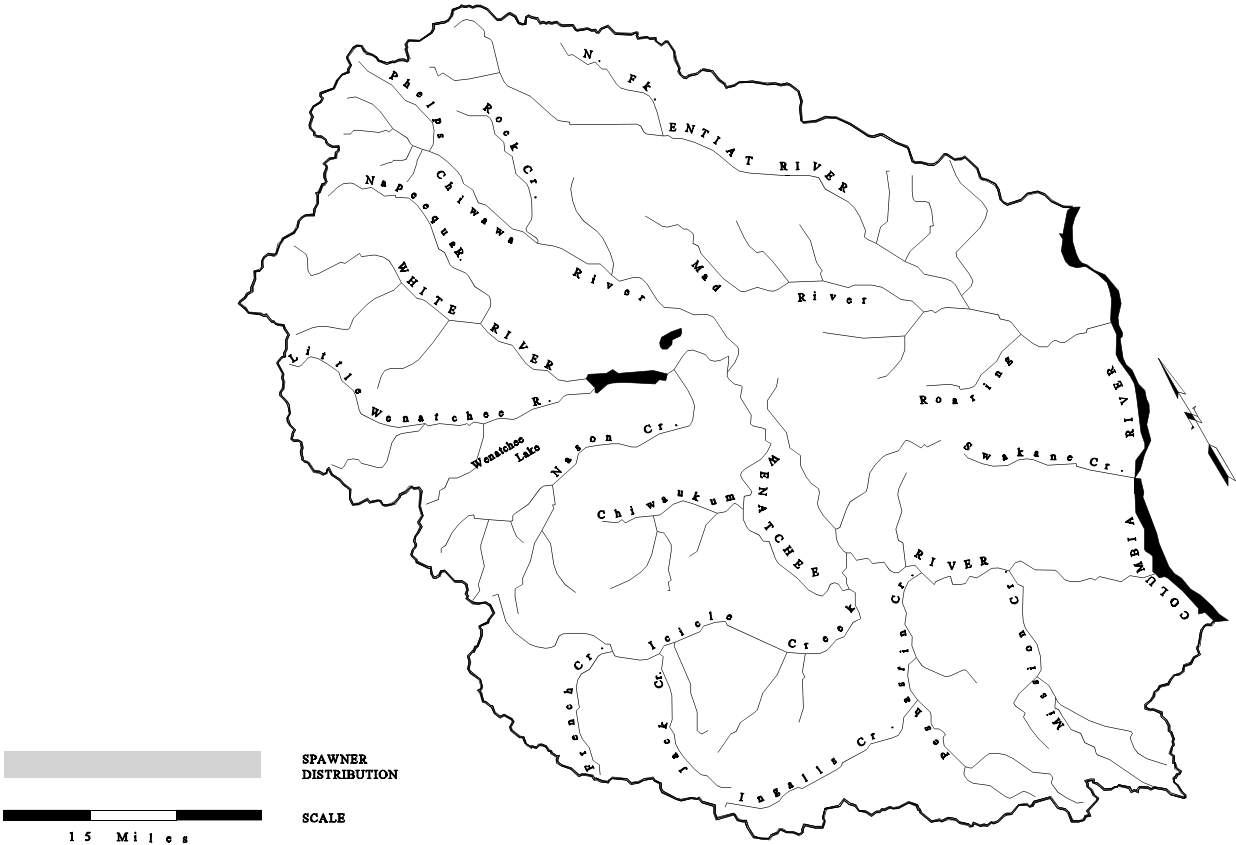 N. Fk.
ENTIAT RIVER
Phelps
Rock Cr.
Chiwawa
River
Napeequa R.
WHITE RIVER
Mad
River
Little
Wenatchee R.
Wenatchee
Lake
Nason Cr.
Roaring
Swakane Cr.
Chiwaukum
WENATCHEE
RIVER
COLUMBIA
RIVER
Icicle
Creek
French Cr.
Jack Cr.
Ingalls Cr.
Peshastin Cr.
Mission Cr.
SPAWNER
DISTRIBUTION
SCALE
15 Miles